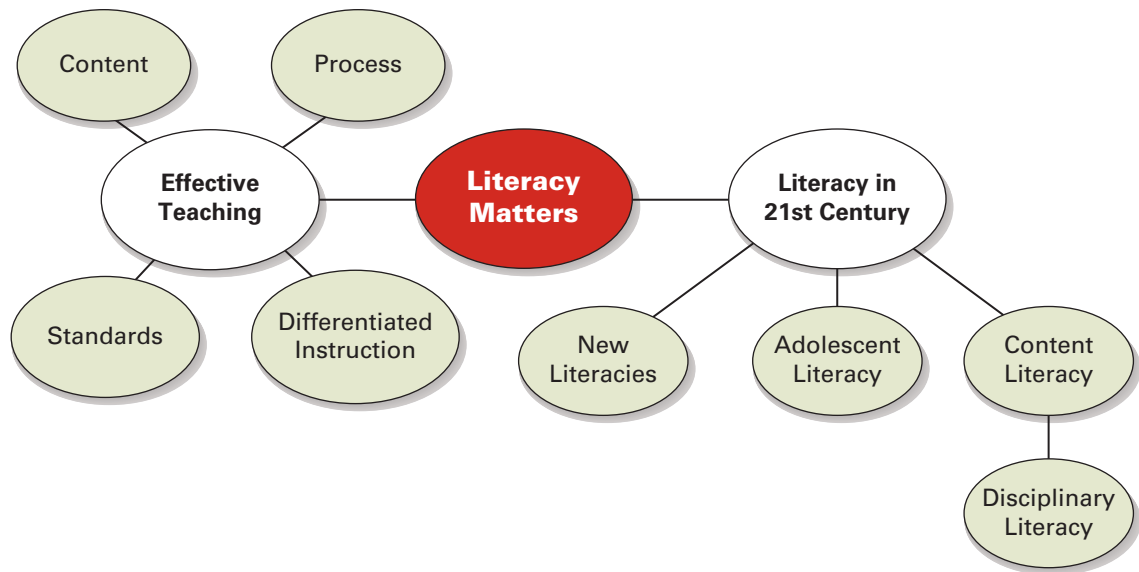 Content
Process
Effective
Teaching
Literacy
Matters
Literacy in
21st Century
Standards
Differentiated
Instruction
New
Literacies
Adolescent
Literacy
Content
Literacy
Disciplinary
Literacy